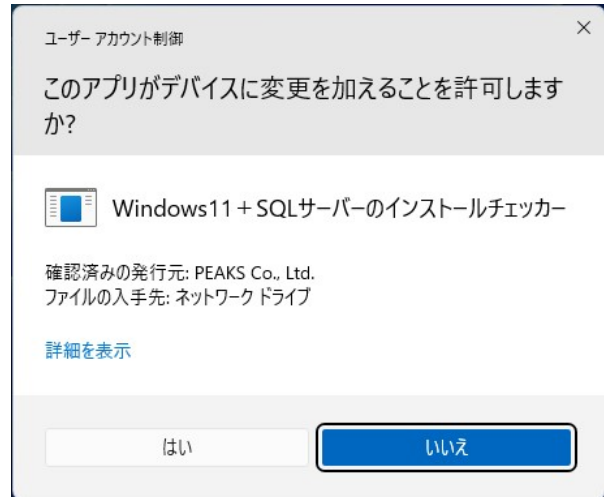 ユーザー アカウント制御
このアプリがデバイスに変更を加えることを許可します
か?
Windows11＋SQLサーバーのインストールチェッカー
確認済みの発行元: PEAKS Co., Ltd.
ファイルの入手先: ネットワーク ドライブ
詳細を表示
はい
いいえ